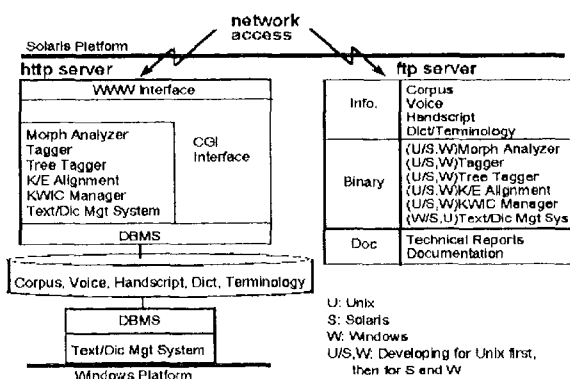 network
access
Solaris Platform
http server
WWW Interface
Morph Analyzer
Tagger
Tree Tagger
K/E Alignment
KWIC Manager
Text/Dic Mgt System
CGI
Interface
DBMS
Corpus, Voice, Handscript, Dict, Terminology
DBMS
Text/Dic Mgt System
Windows Platform
ftp server
Info.
Corpus
Voice
Handscript
Dict/Terminology
Binary
(U/S,W)Morph Analyzer
(U/S,W)Tagger
(U/S,W)Tree Tagger
(U/S,W)K/E Alignment
(U/S,W)KWIC Manager
(W/S,U)Text/Dic Mgt Sys
Doc
Technical Reports
Documentation
U: Unix
S: Solaris
W: Windows
U/S,W: Developing for Unix first,
then for S and W